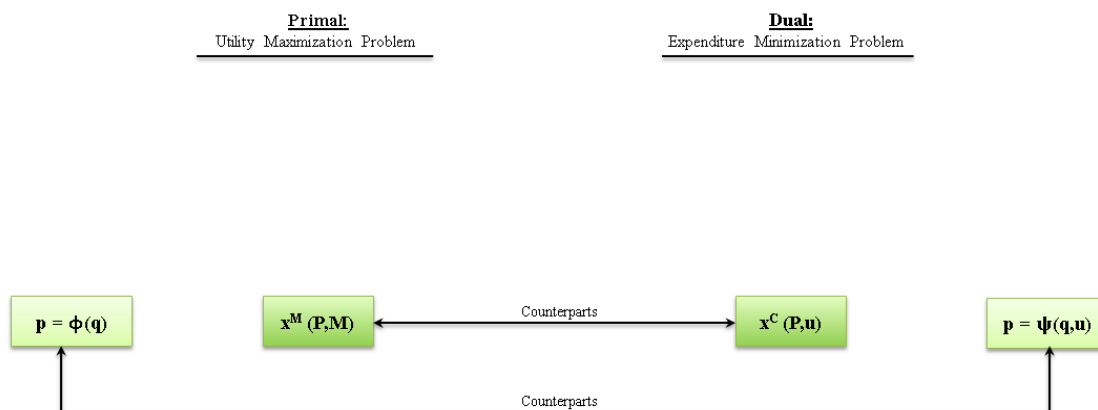 Primal:
Utility Maximization Problem
Dual:
Expenditure Minimization Problem
p = ϕ(q)
x^M (P,M)
Counterparts
x^C (P,u)
p = ψ(q,u)
Counterparts